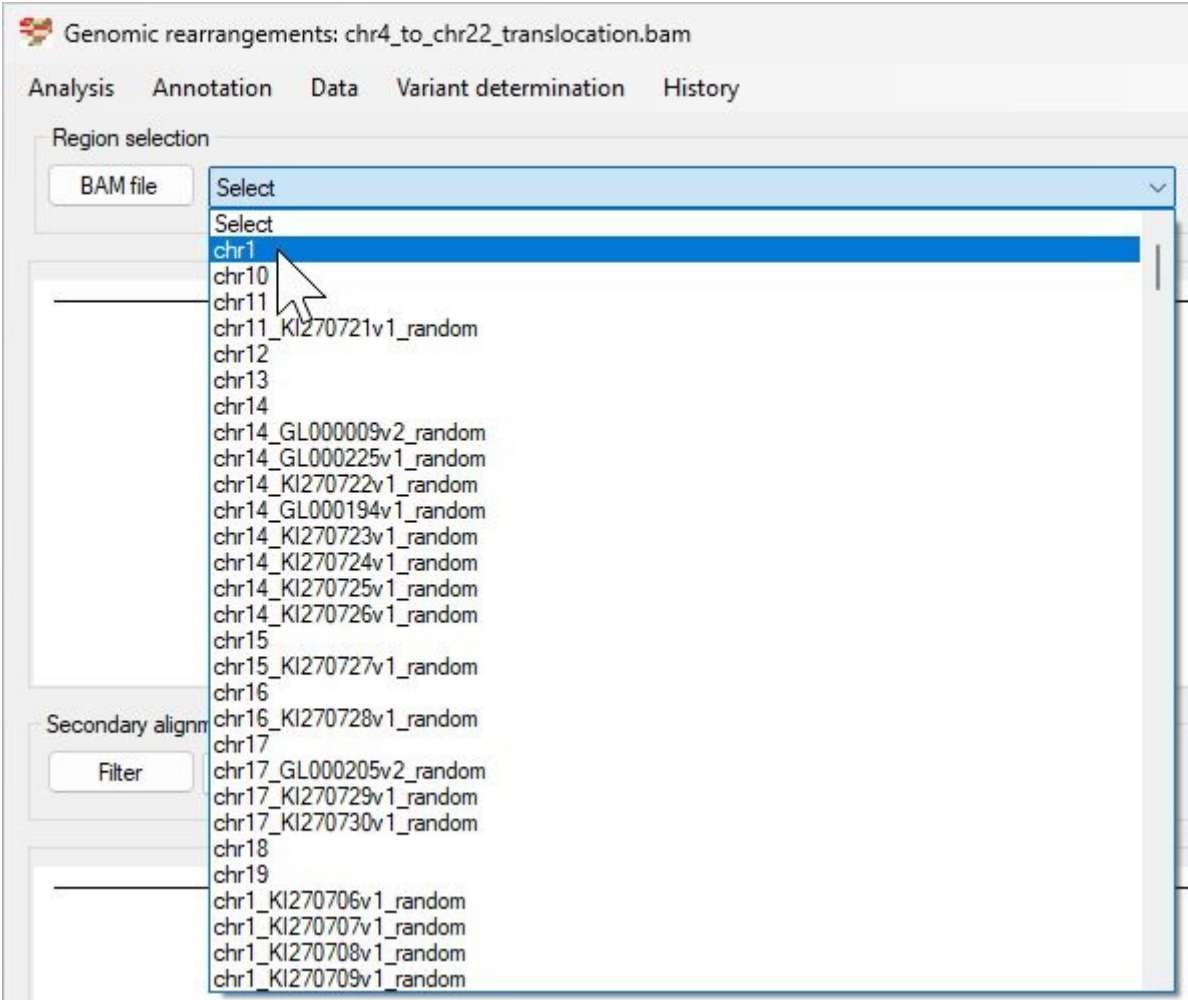 Genomic rearrangements: chr4_to_chr22_translocation.bam
Analysis Annotation Data Variant determination History
Region selection
BAM file Select
Select
chr1
chr10
chr11
chr11_KI270721v1_random
chr12
chr13
chr14
chr14_GL000009v2_random
chr14_GL000225v1_random
chr14_KI270722v1_random
chr14_GL000194v1_random
chr14_KI270723v1_random
chr14_KI270724v1_random
chr14_KI270725v1_random
chr14_KI270726v1_random
chr15
chr15_KI270727v1_random
chr16
Secondary chr16_KI270728v1_random
chr17
Filter chr17_GL000205v2_random
chr17_KI270729v1_random
chr17_KI270730v1_random
chr18
chr19
chr1_KI270706v1_random
chr1_KI270707v1_random
chr1_KI270708v1_random
chr1_KI270709v1_random